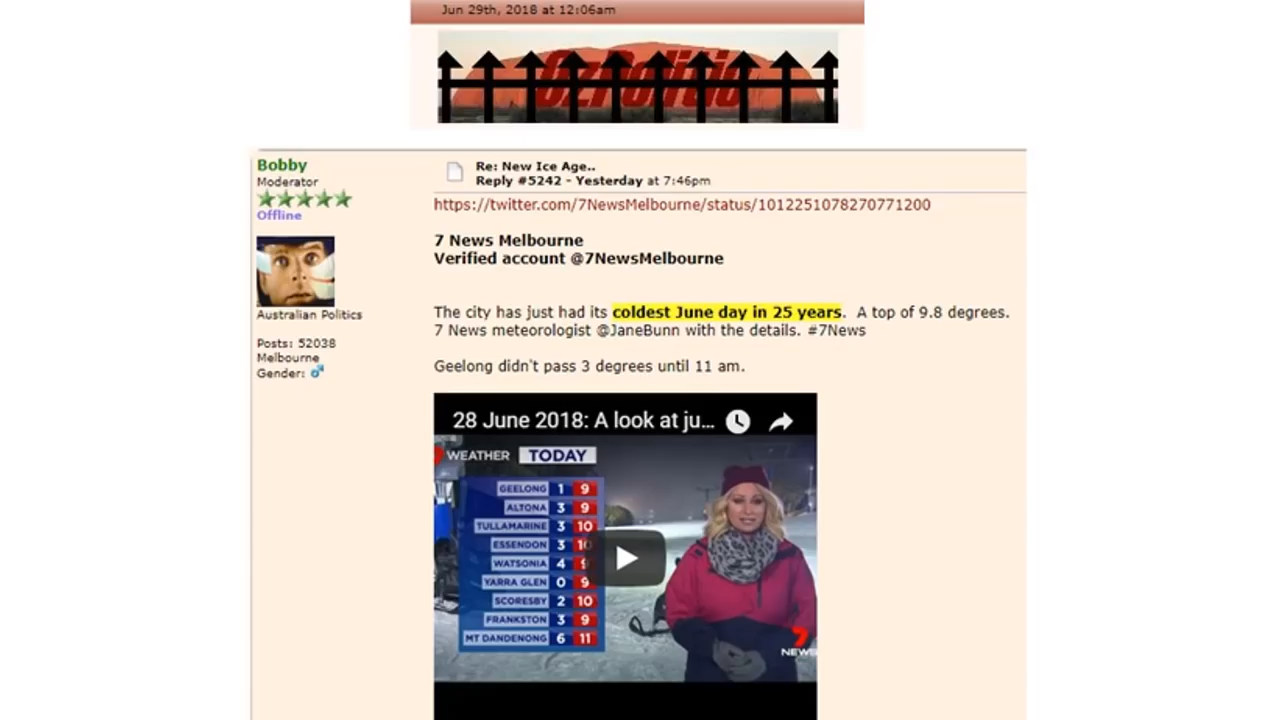 Jun 29th, 2018 at 12:06am
OzPolitic
Bobby
Moderator
Offline
Australian Politics
Posts: 52038
Melbourne
Gender:
Re: New Ice Age..
Reply #5242 - Yesterday at 7:46pm
https://twitter.com/7NewsMelbourne/status/1012251078270771200
7 News Melbourne
Verified account @7NewsMelbourne
The city has just had its coldest June day in 25 years. A top of 9.8 degrees.
7 News meteorologist @JaneBunn with the details. #7News
Geelong didn't pass 3 degrees until 11 am.
28 June 2018: A look at ju...
7 WEATHER TODAY
GEELONG 1 9
ALTONA 3 9
TULLAMARINE 3 10
ESSENDON 3 10
WATSONIA 4 9
YARRA GLEN 0 9
SCORESBY 2 10
FRANKSTON 3 9
MT DANDENONG 6 11
7
NEWS